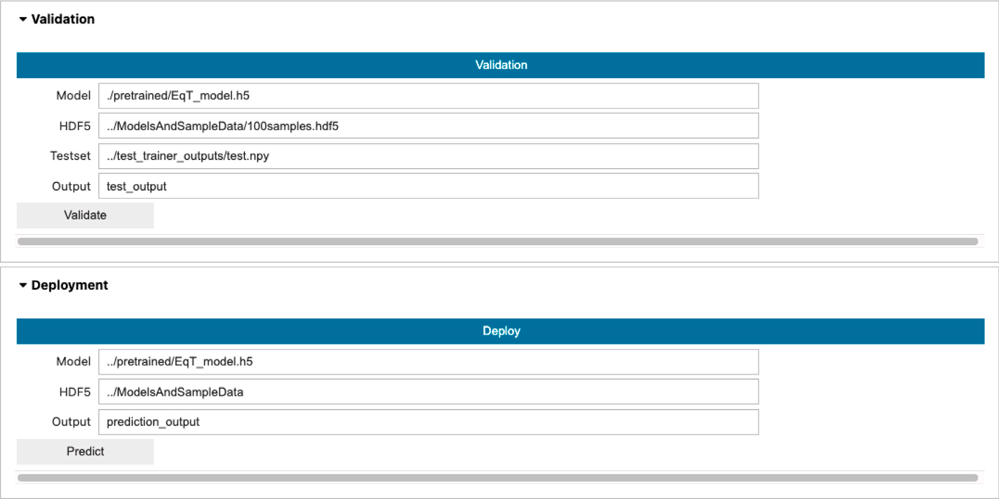 Validation
Validation
Model ./pretrained/EqT_model.h5
HDF5 ../ModelsAndSampleData/100samples.hdf5
Testset ../test_trainer_outputs/test.npy
Output test_output
Validate
Deployment
Deploy
Model ../pretrained/EqT_model.h5
HDF5 ../ModelsAndSampleData
Output prediction_output
Predict